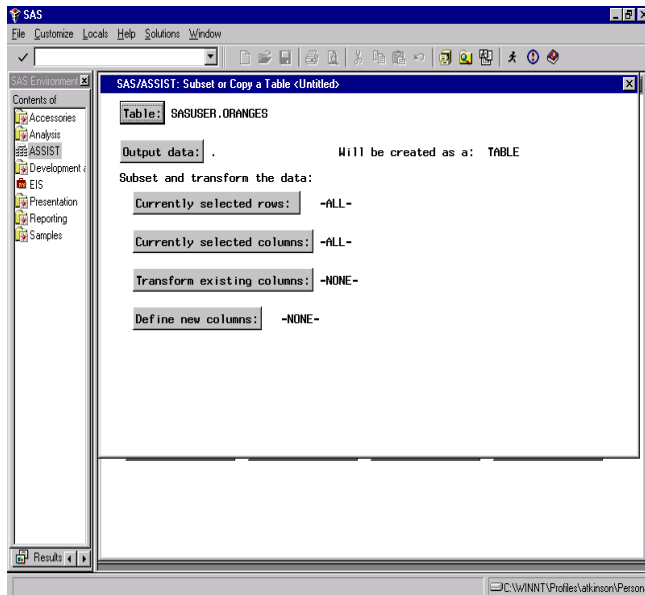 SAS
File Customize Locals Help Solutions Window
SAS Environment
SAS/ASSIST: Subset or Copy a Table <Untitled>
Contents of
Accessories
Analysis
ASSIST
Development a
EIS
Presentation
Reporting
Samples
Table: SASUSER.ORANGES
Output data: . Will be created as a: TABLE
Subset and transform the data:
Currently selected rows: -ALL-
Currently selected columns: -ALL-
Transform existing columns: -NONE-
Define new columns: -NONE-
Results
C:\WINNT\Profiles\atkinson\Person